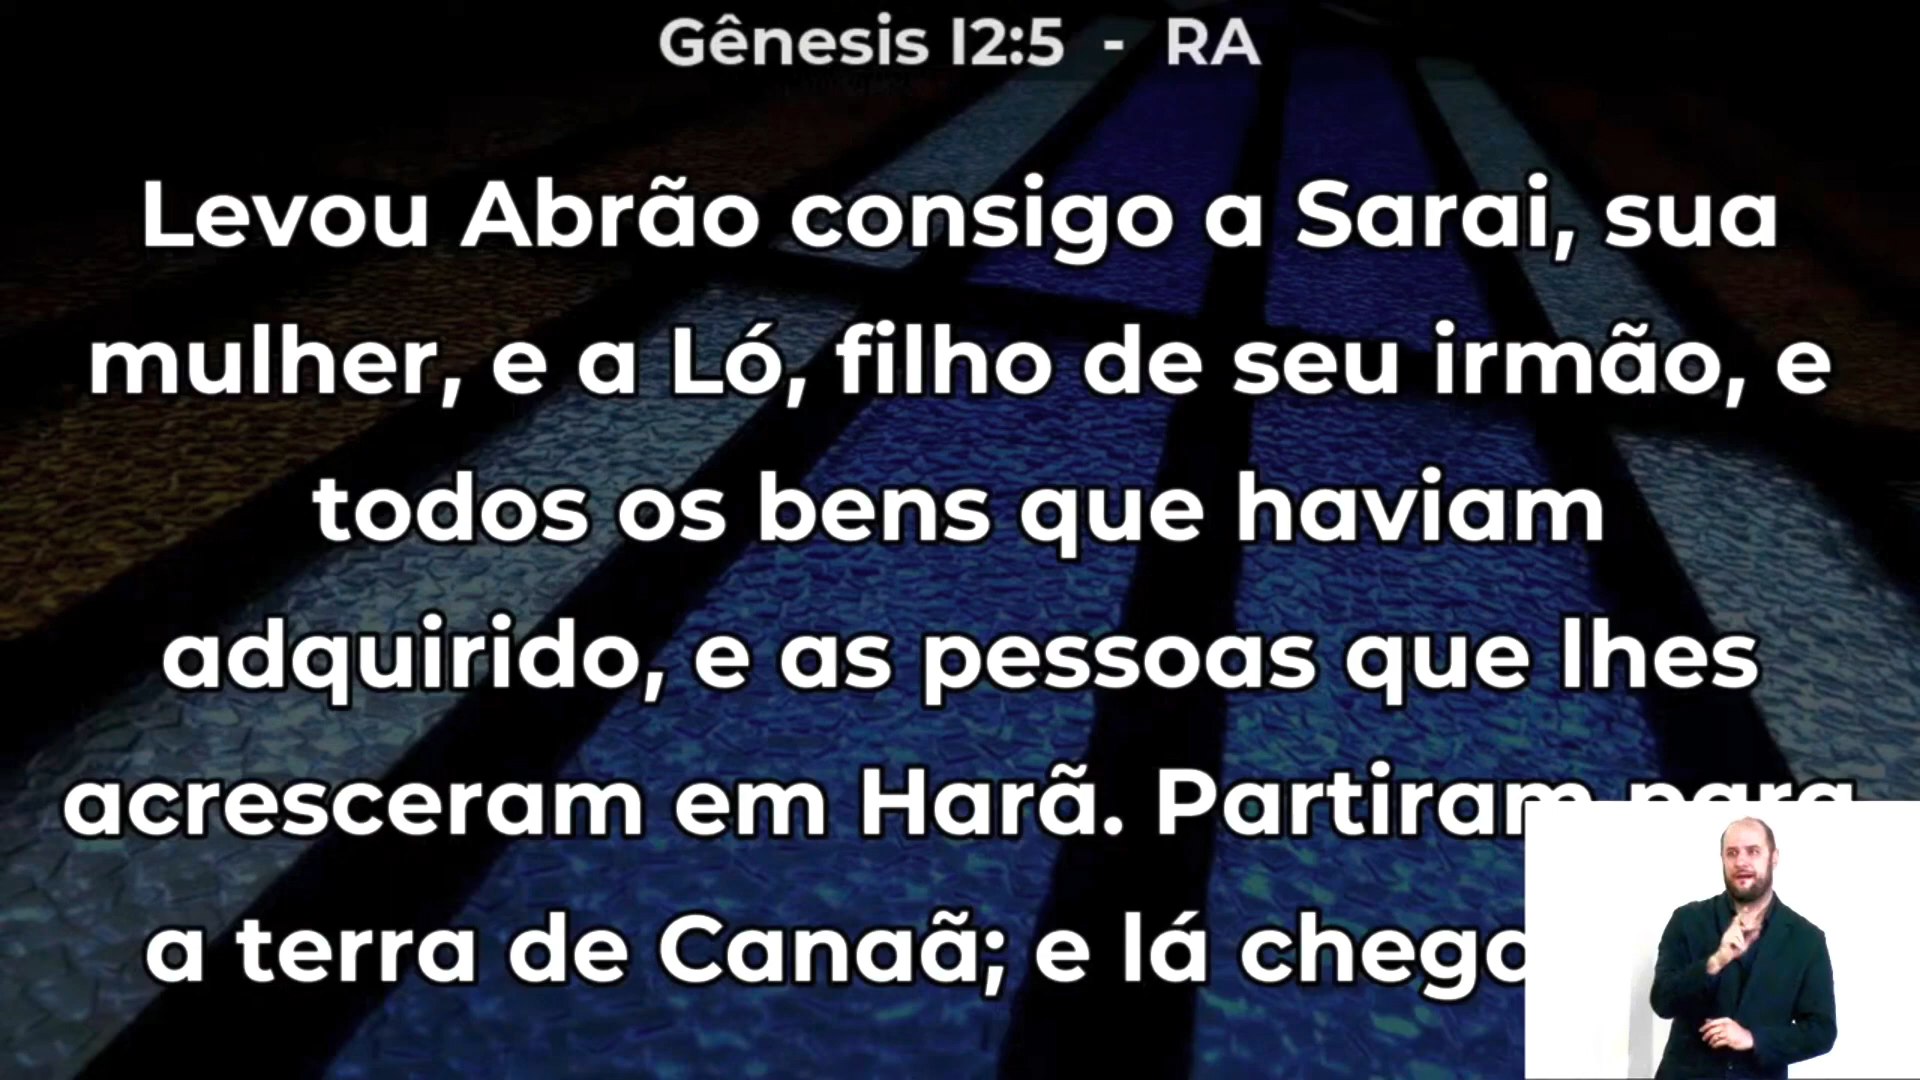 Gênesis 12:5 - RA
Levou Abrão consigo a Sarai, sua
mulher, e a Ló, filho de seu irmão, e
todos os bens que haviam
adquirido, e as pessoas que lhes
acresceram em Harã. Partiram para
a terra de Canaã; e lá